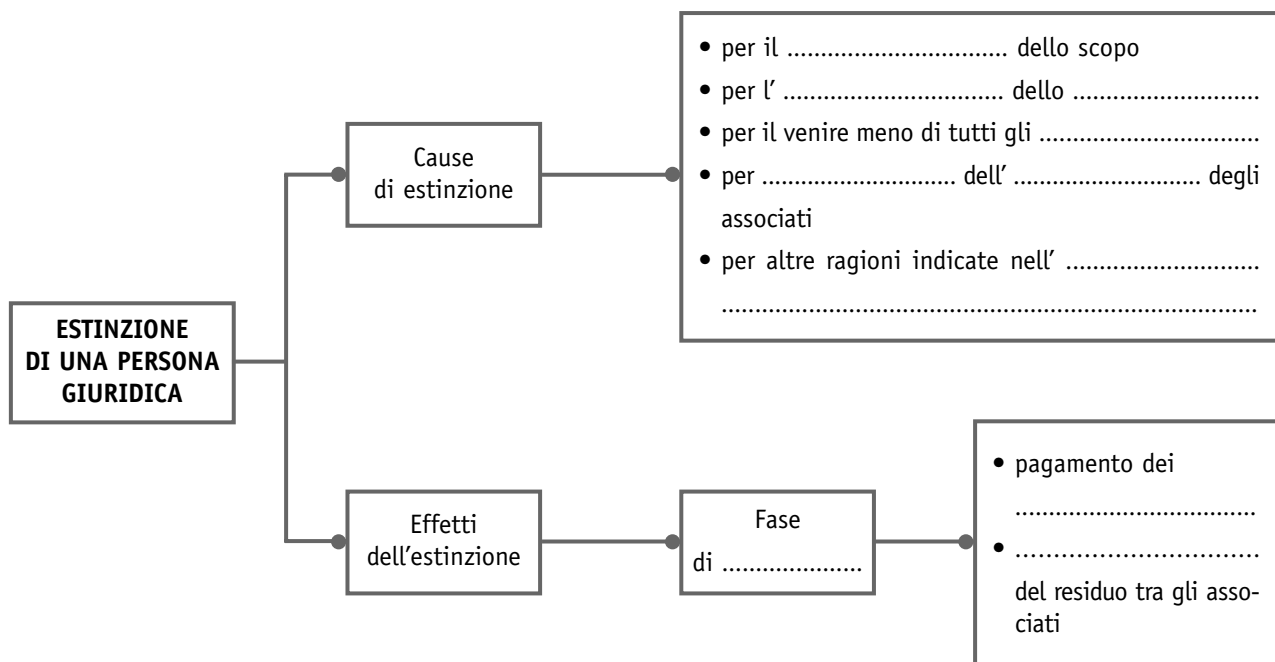 • per il ................................ dello scopo
• per l' ................................ dello ...........................
• per il venire meno di tutti gli ................................
• per ............................ dell' ........................... degli
associati
• per altre ragioni indicate nell' ............................
..............................................................................
Cause
di estinzione
ESTINZIONE
DI UNA PERSONA
GIURIDICA
Effetti
dell'estinzione
Fase
di ....................
• pagamento dei
...................................
• ...................................
del residuo tra gli asso-
ciati